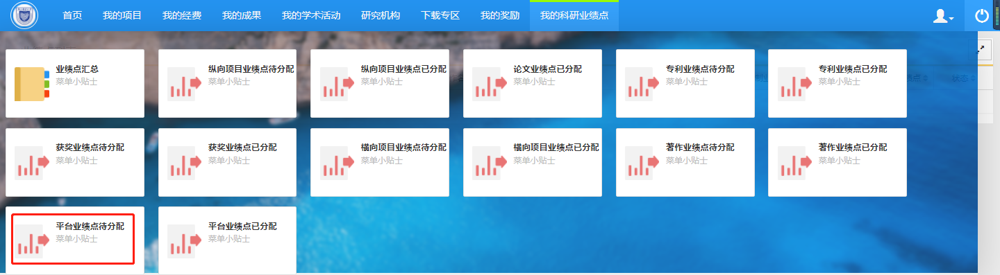 首页 我的项目 我的经费 我的成果 我的学术活动 研究机构 下载专区 我的奖励 我的科研业绩点
业绩点汇总 纵向项目业绩点待分配 纵向项目业绩点已分配 论文业绩点已分配 专利业绩点待分配 专利业绩点已分配
菜单小贴士 菜单小贴士 菜单小贴士 菜单小贴士 菜单小贴士 菜单小贴士
状态
获奖业绩点待分配 获奖业绩点已分配 横向项目业绩点待分配 横向项目业绩点已分配 著作业绩点待分配 著作业绩点已分配
菜单小贴士 菜单小贴士 菜单小贴士 菜单小贴士 菜单小贴士 菜单小贴士
平台业绩点待分配 平台业绩点已分配
菜单小贴士 菜单小贴士